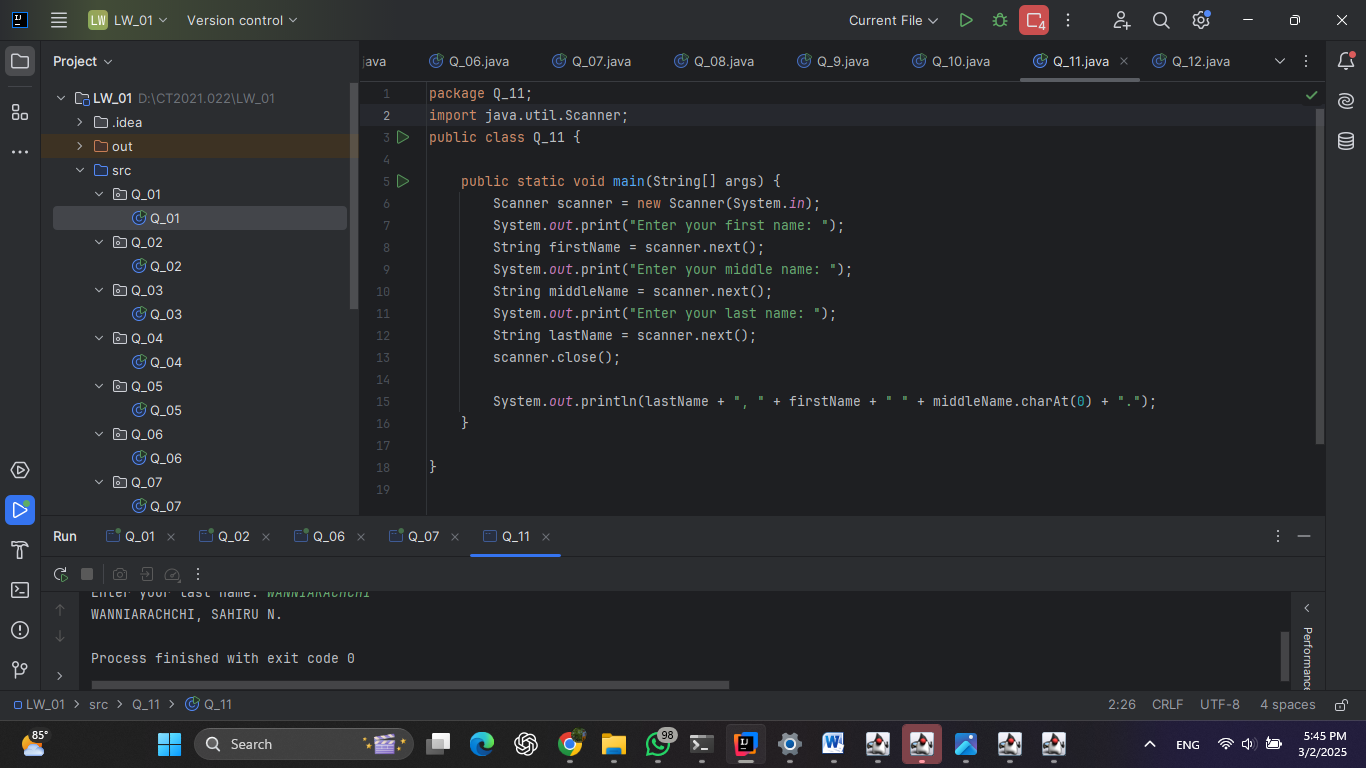 LW LW_01 Version control Current File 4
Project
java Q_06.java Q_07.java Q_08.java Q_9.java Q_10.java Q_11.java Q_12.java
LW_01 D:\CT2021.022\LW_01
.idea
out
src
Q_01
Q_01
Q_02
Q_02
Q_03
Q_03
Q_04
Q_04
Q_05
Q_05
Q_06
Q_06
Q_07
Q_07
1 package Q_11;
2 import java.util.Scanner;
3 public class Q_11 {
4
5 public static void main(String[] args) {
6 Scanner scanner = new Scanner(System.in);
7 System.out.print("Enter your first name: ");
8 String firstName = scanner.next();
9 System.out.print("Enter your middle name: ");
10 String middleName = scanner.next();
11 System.out.print("Enter your last name: ");
12 String lastName = scanner.next();
13 scanner.close();
14
15 System.out.println(lastName + ", " + firstName + " " + middleName.charAt(0) + ".");
16 }
17
18 }
19
Run Q_01 Q_02 Q_06 Q_07 Q_11
Enter your last name: WANNIARACHCHI
WANNIARACHCHI, SAHIRU N.
Process finished with exit code 0
Performance
LW_01 > src > Q_11 > Q_11 2:26 CRLF UTF-8 4 spaces
85° Search 98 ENG 5:45 PM
3/2/2025